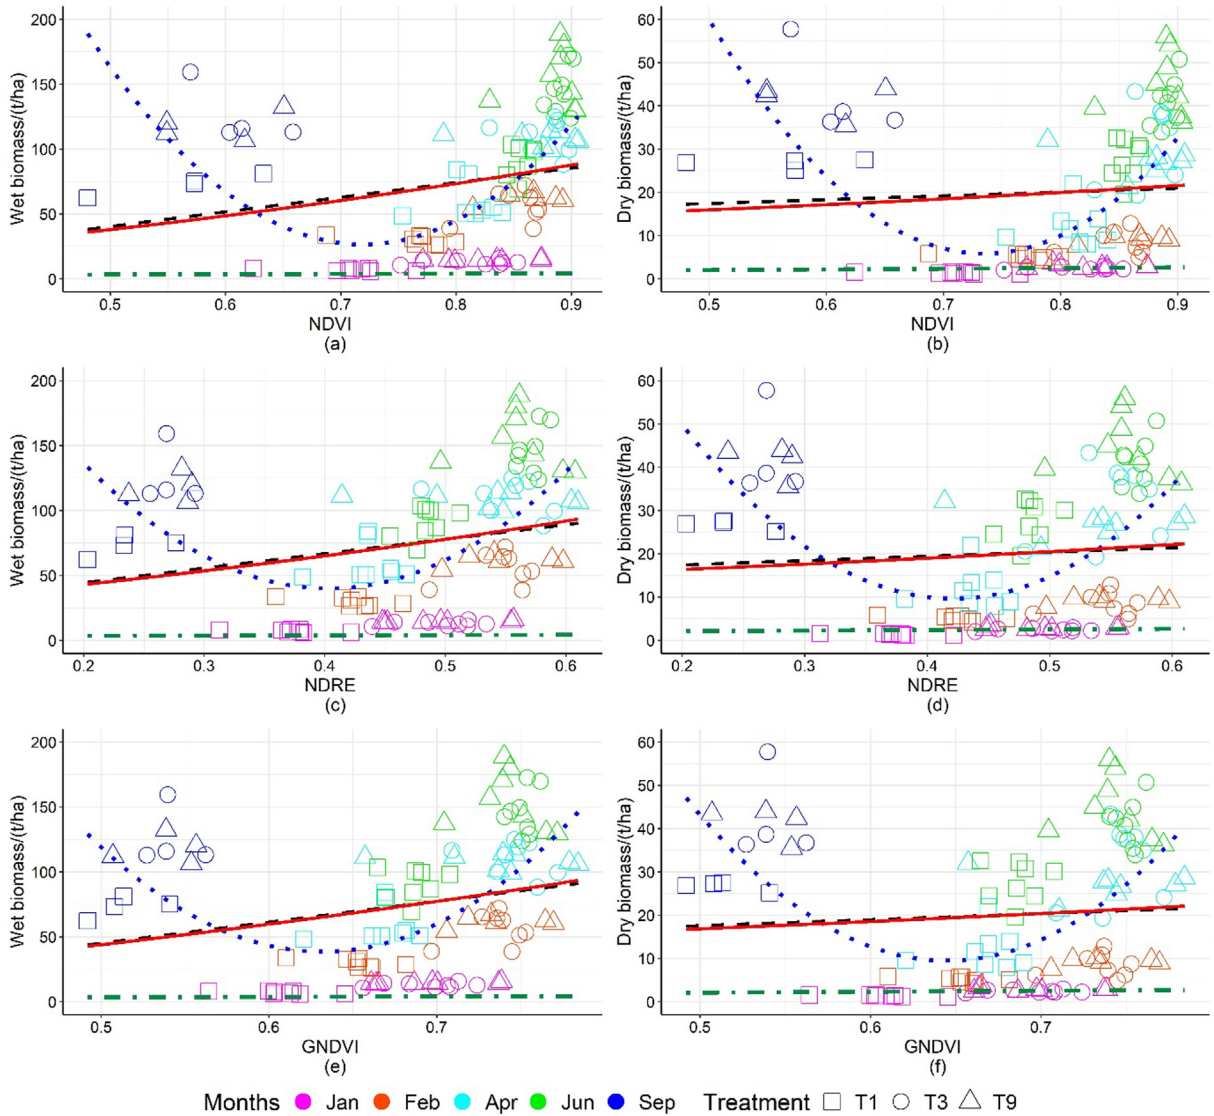 200
150
100
50
0
Wet biomass/(t/ha)
0.5 0.6 0.7 0.8 0.9
NDVI
(a)
60
50
40
30
20
10
0
Dry biomass/(t/ha)
0.5 0.6 0.7 0.8 0.9
NDVI
(b)
200
150
100
50
0
Wet biomass/(t/ha)
0.2 0.3 0.4 0.5 0.6
NDRE
(c)
60
50
40
30
20
10
0
Dry biomass/(t/ha)
0.2 0.3 0.4 0.5 0.6
NDRE
(d)
200
150
100
50
0
Wet biomass/(t/ha)
0.5 0.6 0.7
GNDVI
(e)
60
50
40
30
20
10
0
Dry biomass/(t/ha)
0.5 0.6 0.7
GNDVI
(f)
Months Jan Feb Apr Jun Sep Treatment T1 T3 T9